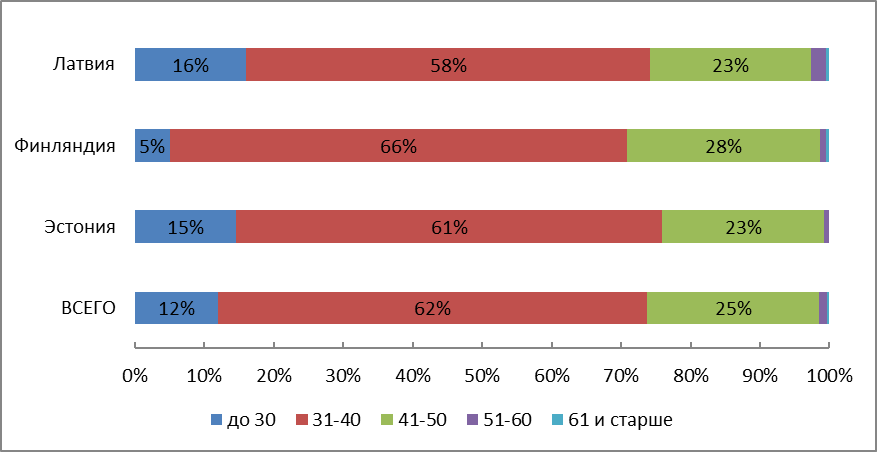 Латвия 16% 58% 23%
Финляндия 5% 66% 28%
Эстония 15% 61% 23%
ВСЕГО 12% 62% 25%
0% 10% 20% 30% 40% 50% 60% 70% 80% 90% 100%
до 30 31-40 41-50 51-60 61 и старше